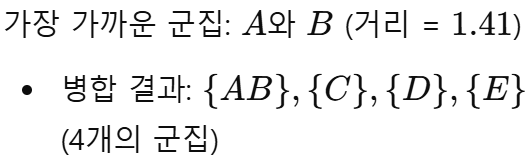 가장 가까운 군집: A와 B (거리 = 1.41)
• 병합 결과: {AB}, {C}, {D}, {E}
(4개의 군집)